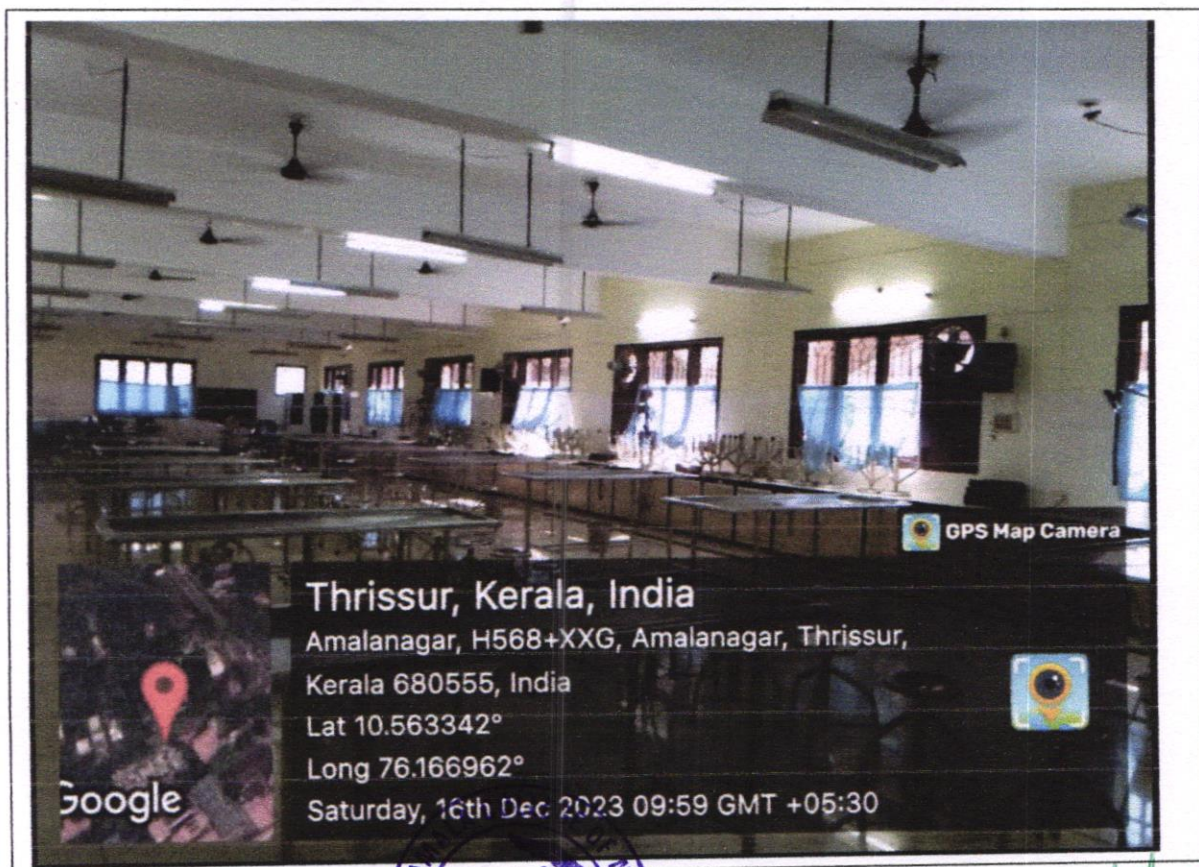 GPS Map Camera
Thrissur, Kerala, India
Amalanagar, H568+XXG, Amalanagar, Thrissur,
Kerala 680555, India
Lat 10.563342°
Long 76.166962°
Saturday, 16th Dec 2023 09:59 GMT +05:30
Google
OF